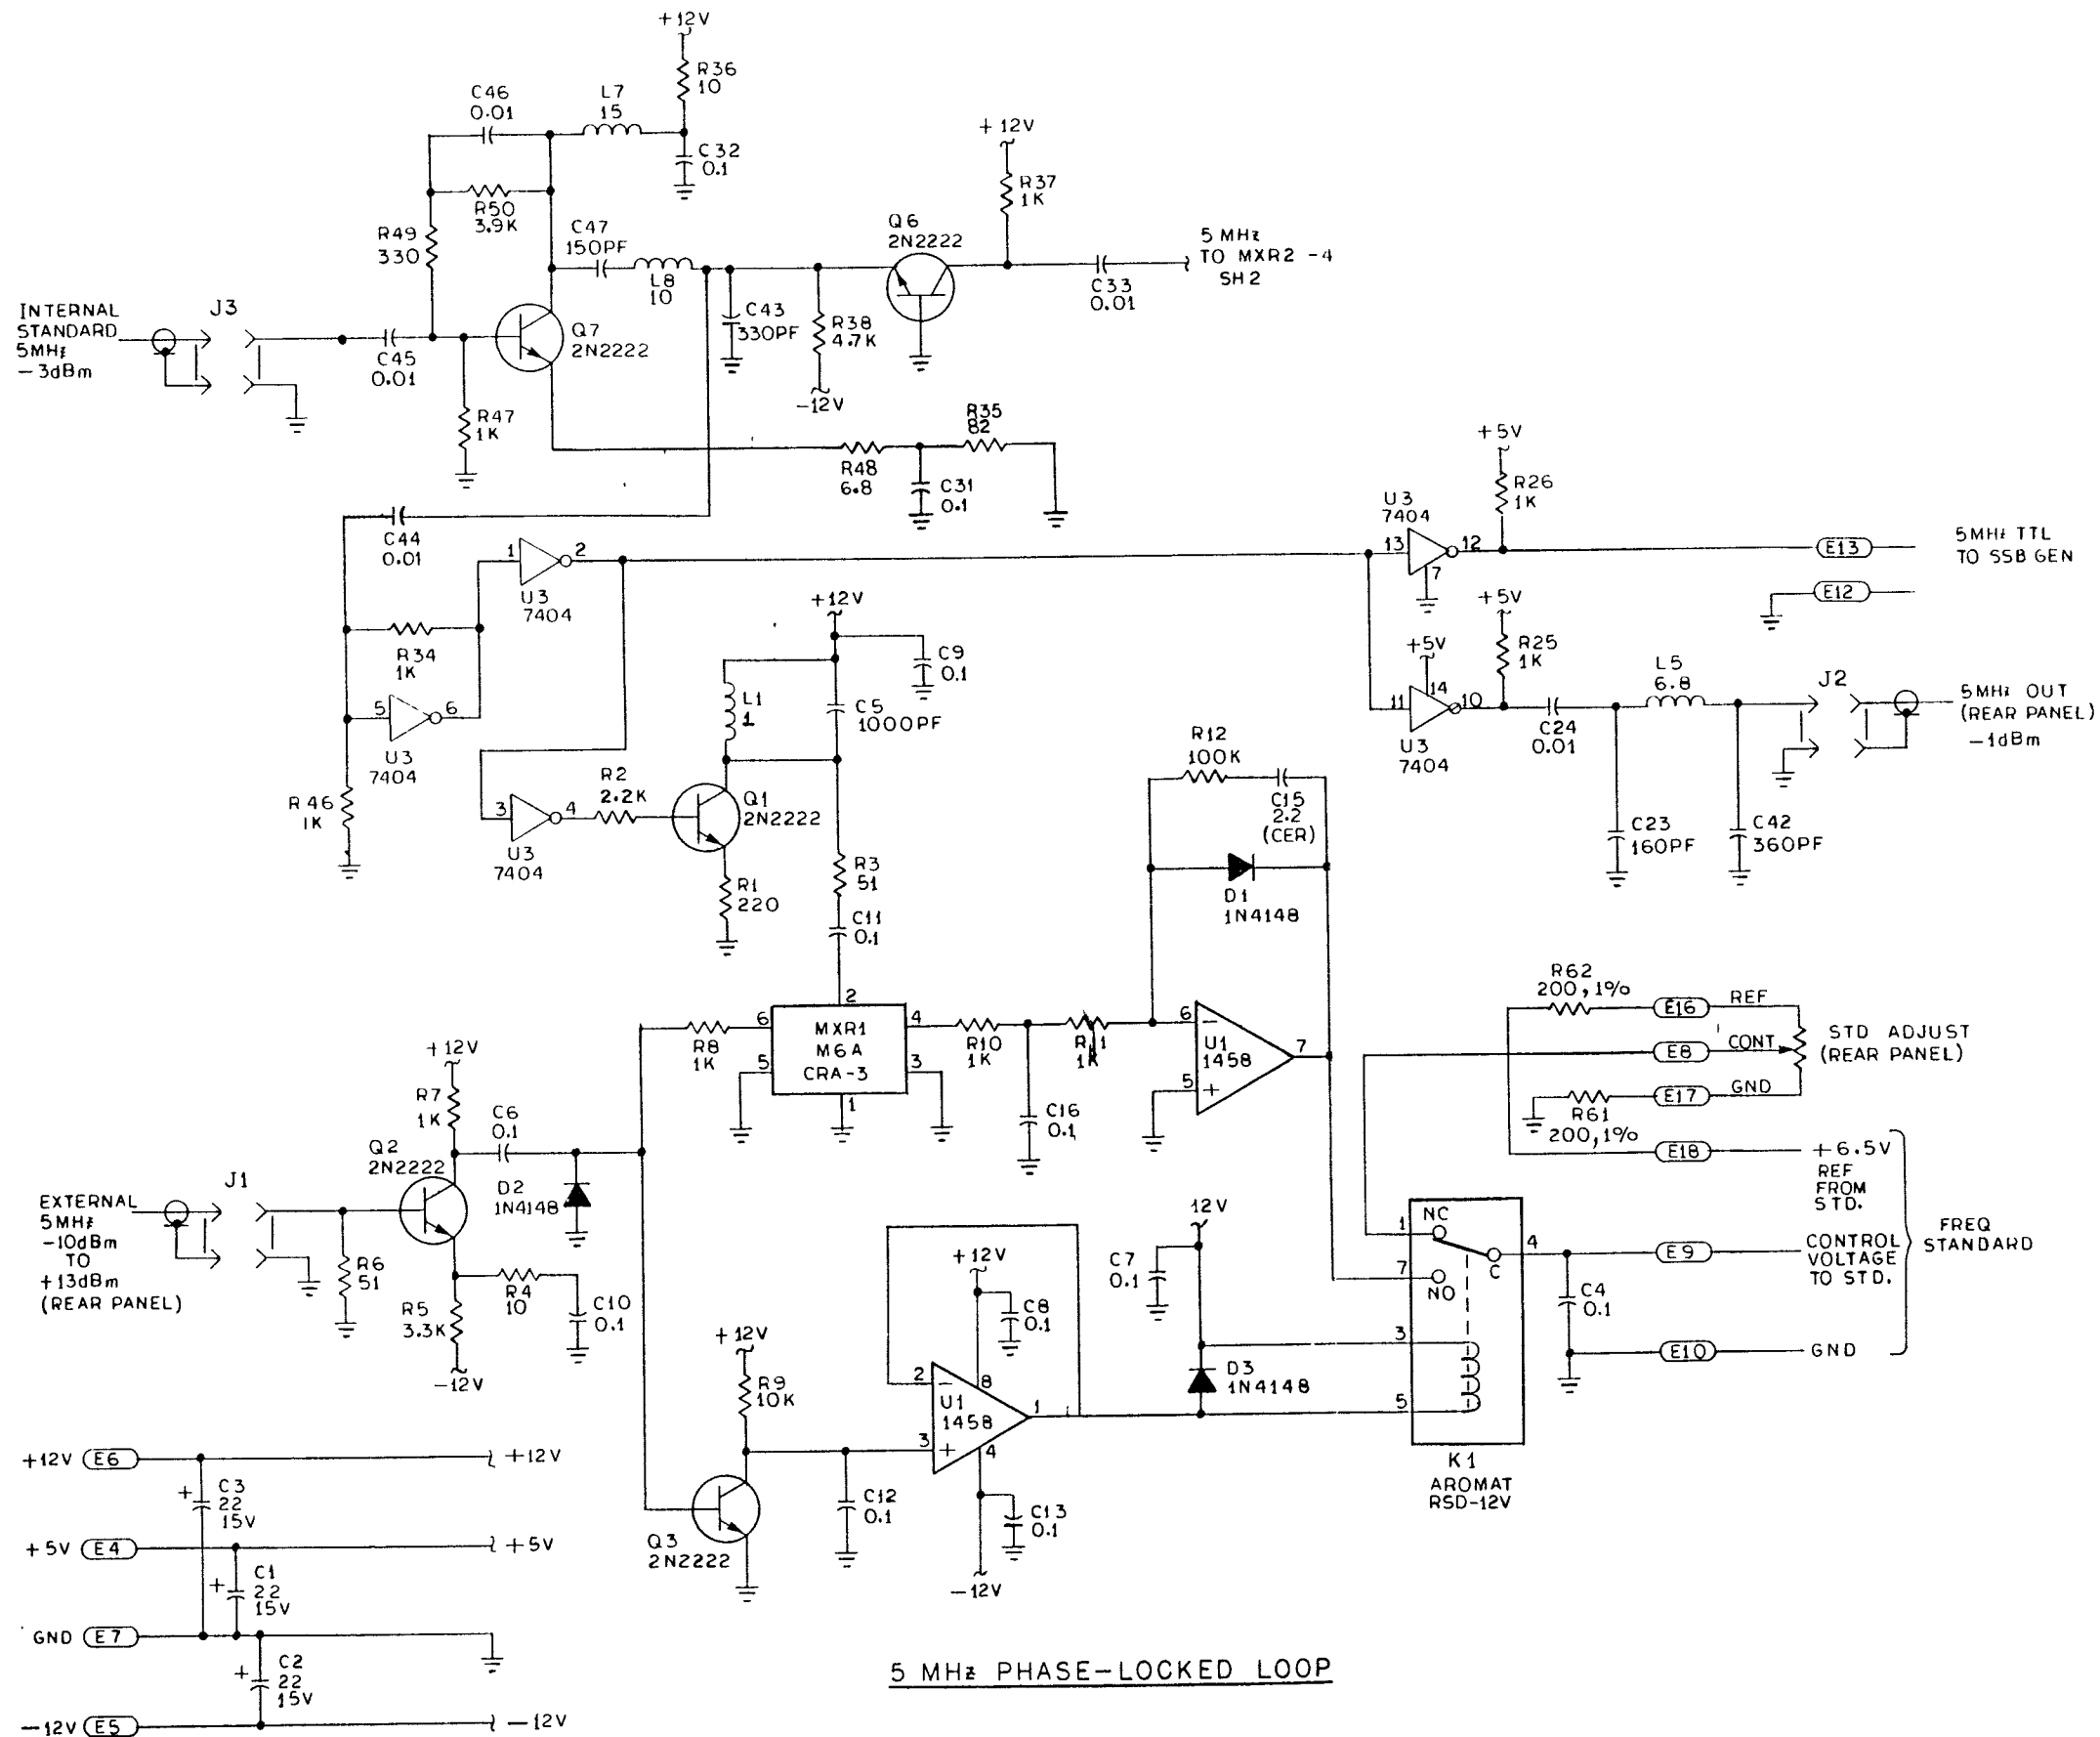 +12V
R36
10
C46
0.01
L7
15
C32
0.1
R50
3.9K
R49
330
C47
150PF
L8
10
Q6
2N2222
+12V
R37
1K
5 MHz
TO MXR2 -4
SH2
C33
0.01
INTERNAL
STANDARD
5MHz
-3dBm
J3
C45
0.01
Q7
2N2222
C43
330PF
R38
4.7K
-12V
R47
1K
R35
82
R48
6.8
C31
0.1
C44
0.01
1
2
U3
7404
R34
1K
5
6
U3
7404
R46
1K
3
4
U3
7404
R2
2.2K
+12V
C9
0.1
L1
1
C5
1000PF
Q1
2N2222
R1
220
R3
51
C11
0.1
+5V
R26
1K
U3
7404
13
12
7
E13
5MHz TTL
TO SSB GEN
E12
+5V
R25
1K
+5V
14
11
10
U3
7404
C24
0.01
L5
6.8
J2
5MHz OUT
(REAR PANEL)
-1dBm
C23
160PF
C42
360PF
R12
100K
C15
2.2
(CER)
D1
1N4148
2
MXR1
M6A
CRA-3
6
5
4
3
1
R8
1K
R10
1K
R11
1K
C16
0.1
6
-
U1
1458
7
5
+
R62
200, 1%
E16
REF
E8
CONT
STD ADJUST
(REAR PANEL)
E17
GND
R61
200, 1%
E18
+6.5V
REF
FROM
STD.
+12V
R7
1K
C6
0.1
Q2
2N2222
D2
1N4148
J1
EXTERNAL
5MHz
-10dBm
TO
+13dBm
(REAR PANEL)
R6
51
R5
3.3K
-12V
R4
10
C10
0.1
+12V
R9
10K
Q3
2N2222
C12
0.1
+12V
C8
0.1
2
-
8
U1
1458
1
3
+
4
C13
0.1
-12V
12V
C7
0.1
D3
1N4148
1
NC
7
NO
C
4
3
5
K1
AROMAT
RSD-12V
E9
CONTROL
VOLTAGE
TO STD.
FREQ
STANDARD
C4
0.1
E10
GND
+12V
E6
+12V
+
C3
22
15V
+5V
E4
+5V
+
C1
22
15V
GND
E7
+
C2
22
15V
-12V
E5
-12V
5 MHz PHASE-LOCKED LOOP